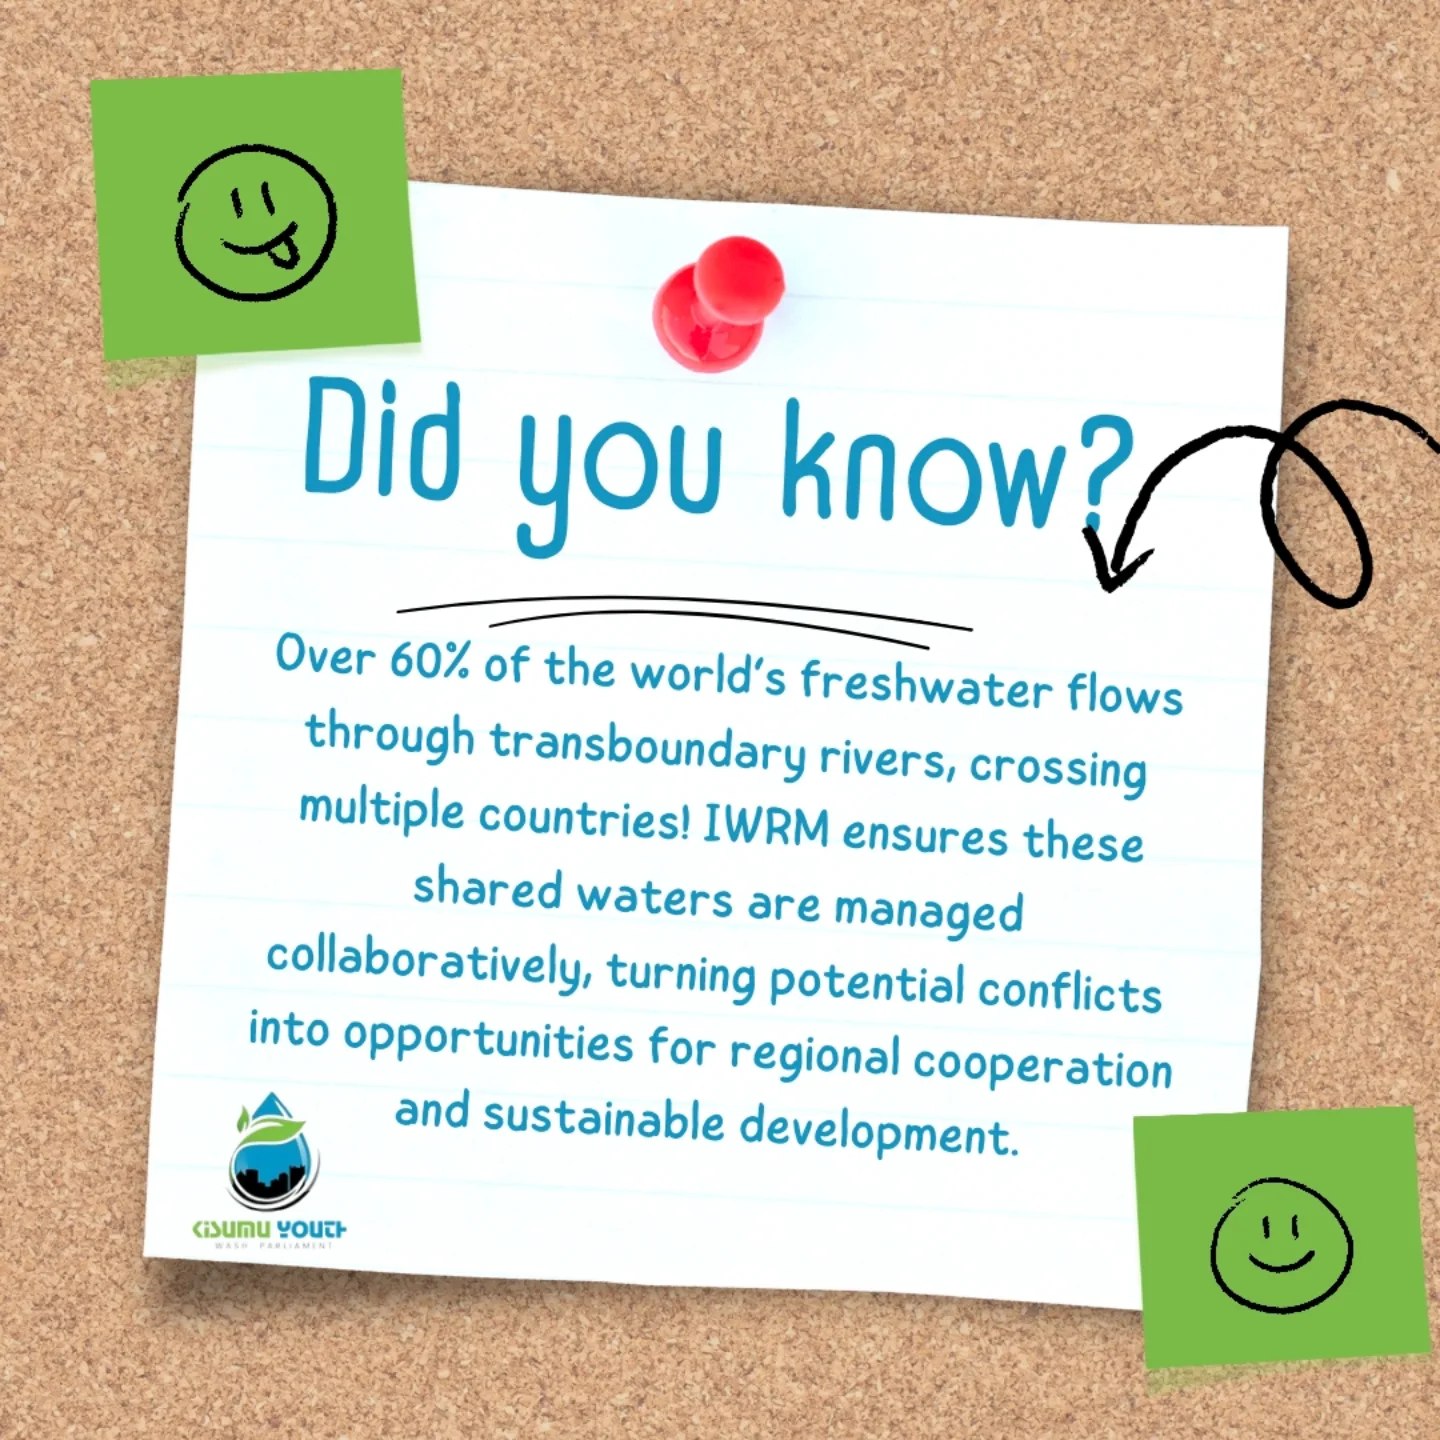 Did you know?
Over 60% of the world's freshwater flows
through transboundary rivers, crossing
multiple countries! IWRM ensures these
shared waters are managed
collaboratively, turning potential conflicts
into opportunities for regional cooperation
and sustainable development.
KISUMU YOUTH
WASH PARLIAMENT